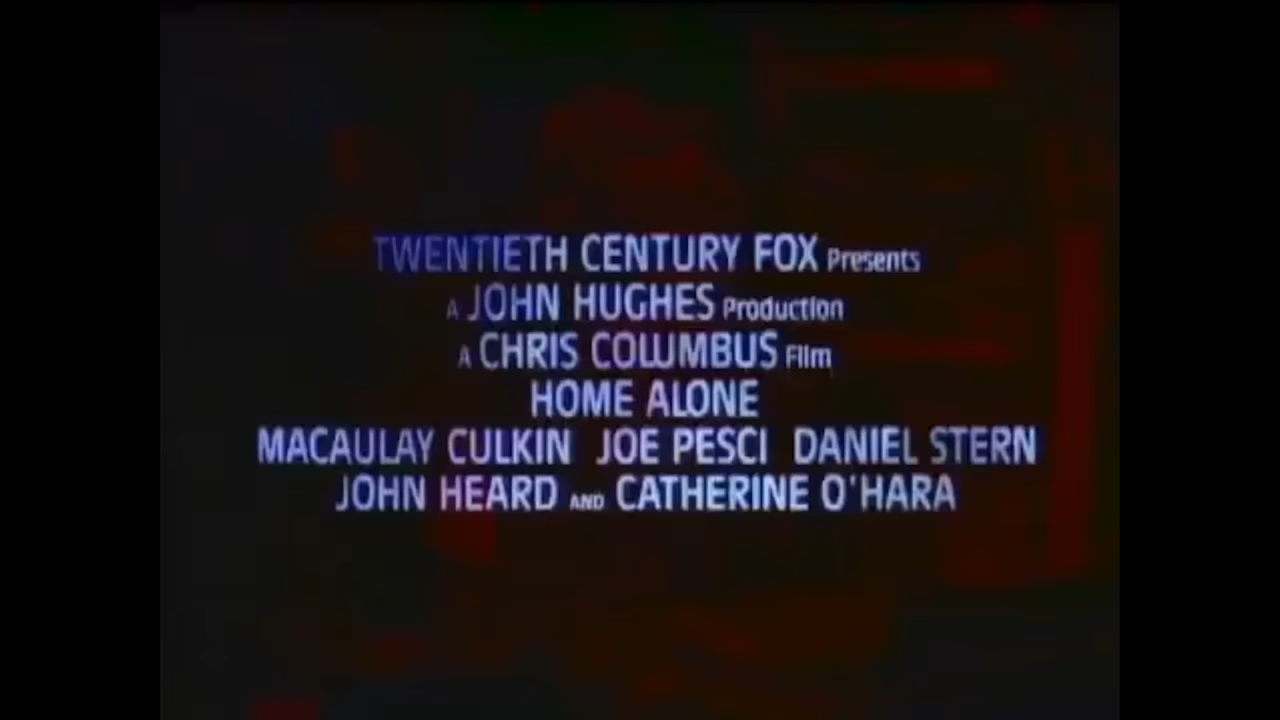 TWENTIETH CENTURY FOX Presents
A JOHN HUGHES Production
A CHRIS COLUMBUS Film
HOME ALONE
MACAULAY CULKIN JOE PESCI DANIEL STERN
JOHN HEARD AND CATHERINE O'HARA